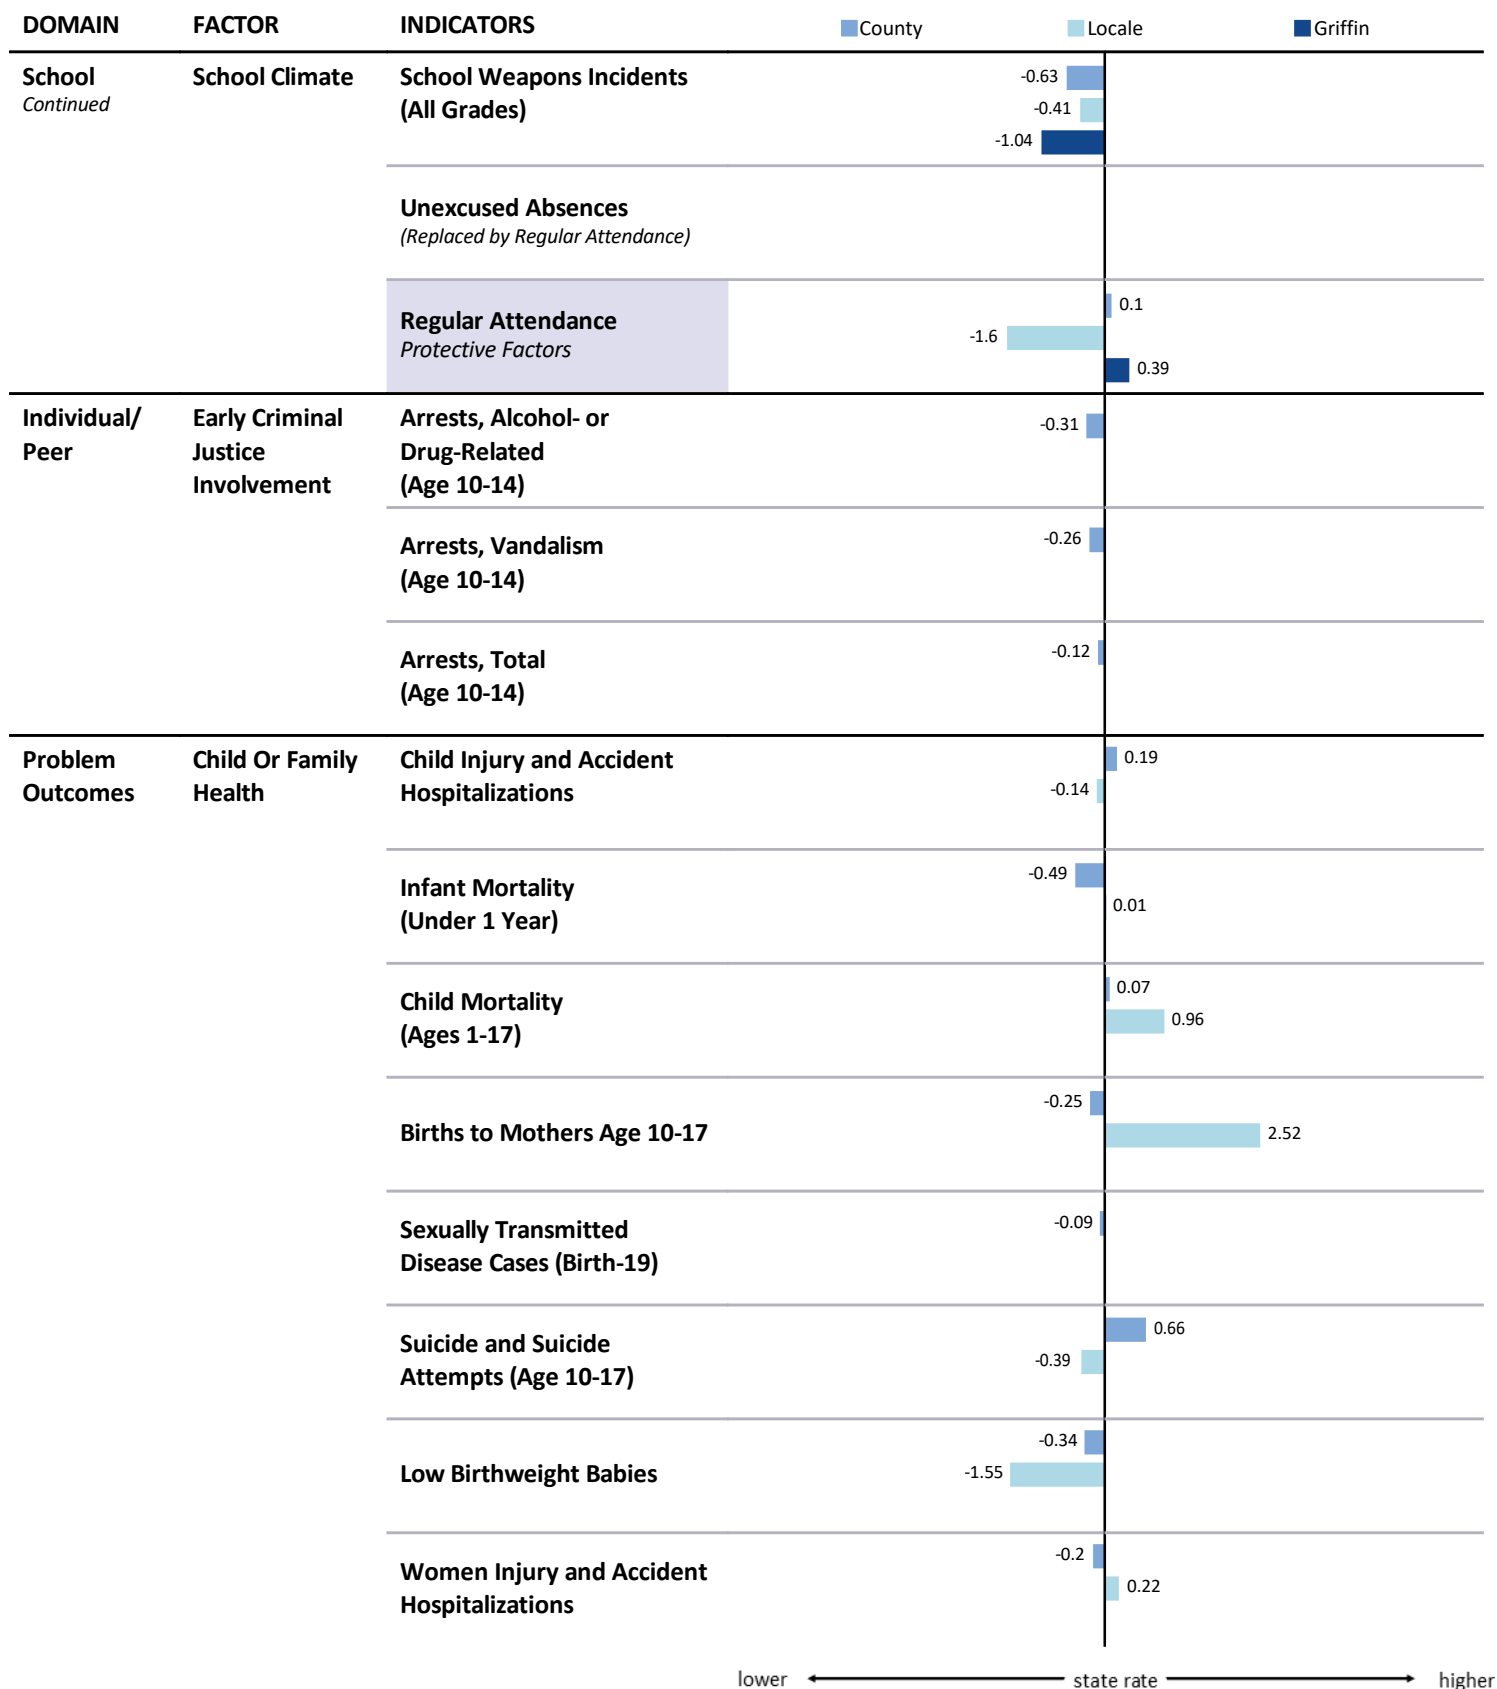 DOMAIN FACTOR INDICATORS County Locale Griffin
School School Climate School Weapons Incidents -0.63
Continued (All Grades) -0.41
-1.04
Unexcused Absences
(Replaced by Regular Attendance)
0.1
Regular Attendance -1.6
Protective Factors 0.39
Individual/ Early Criminal Arrests, Alcohol- or -0.31
Peer Justice Drug-Related
Involvement (Age 10-14)
Arrests, Vandalism -0.26
(Age 10-14)
Arrests, Total -0.12
(Age 10-14)
Problem Child Or Family Child Injury and Accident 0.19
Outcomes Health Hospitalizations -0.14
-0.49
Infant Mortality 0.01
(Under 1 Year)
0.07
Child Mortality 0.96
(Ages 1-17)
-0.25
Births to Mothers Age 10-17 2.52
Sexually Transmitted -0.09
Disease Cases (Birth-19)
0.66
Suicide and Suicide -0.39
Attempts (Age 10-17)
-0.34
Low Birthweight Babies -1.55
-0.2
Women Injury and Accident 0.22
Hospitalizations
lower state rate higher